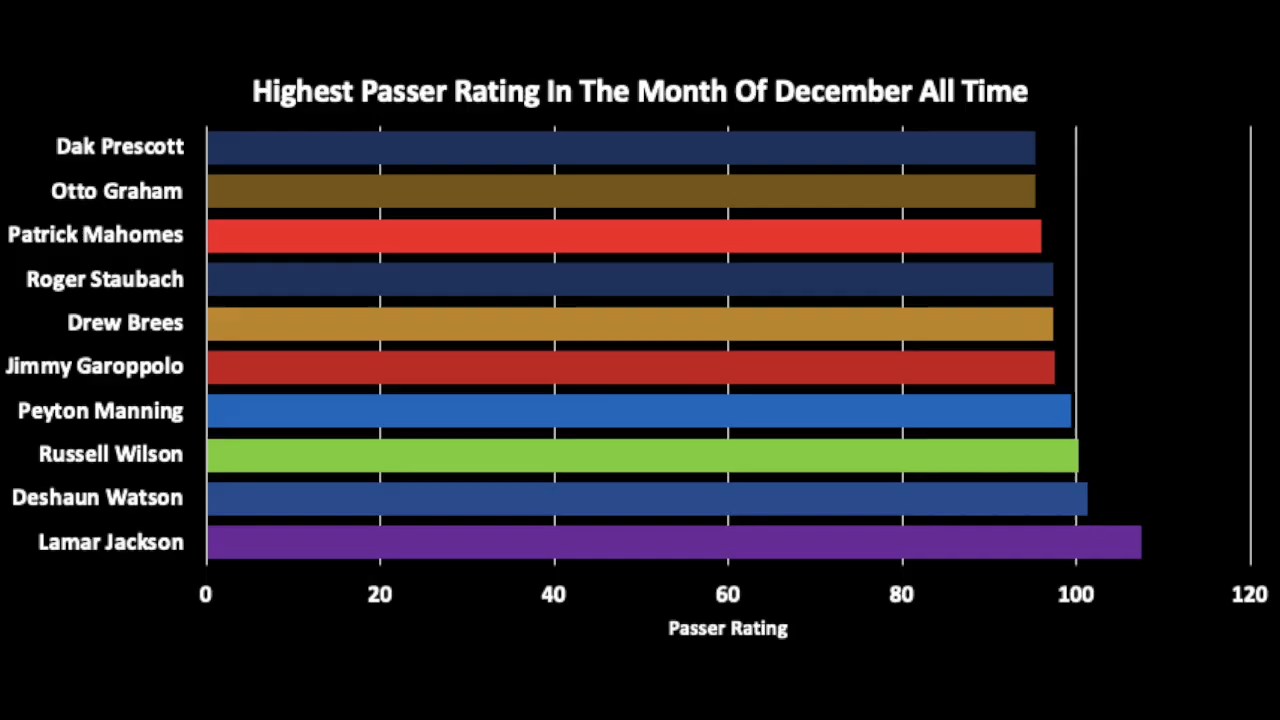 Highest Passer Rating In The Month Of December All Time
Dak Prescott
Otto Graham
Patrick Mahomes
Roger Staubach
Drew Brees
Jimmy Garoppolo
Peyton Manning
Russell Wilson
Deshaun Watson
Lamar Jackson
0 20 40 60 80 100 120
Passer Rating